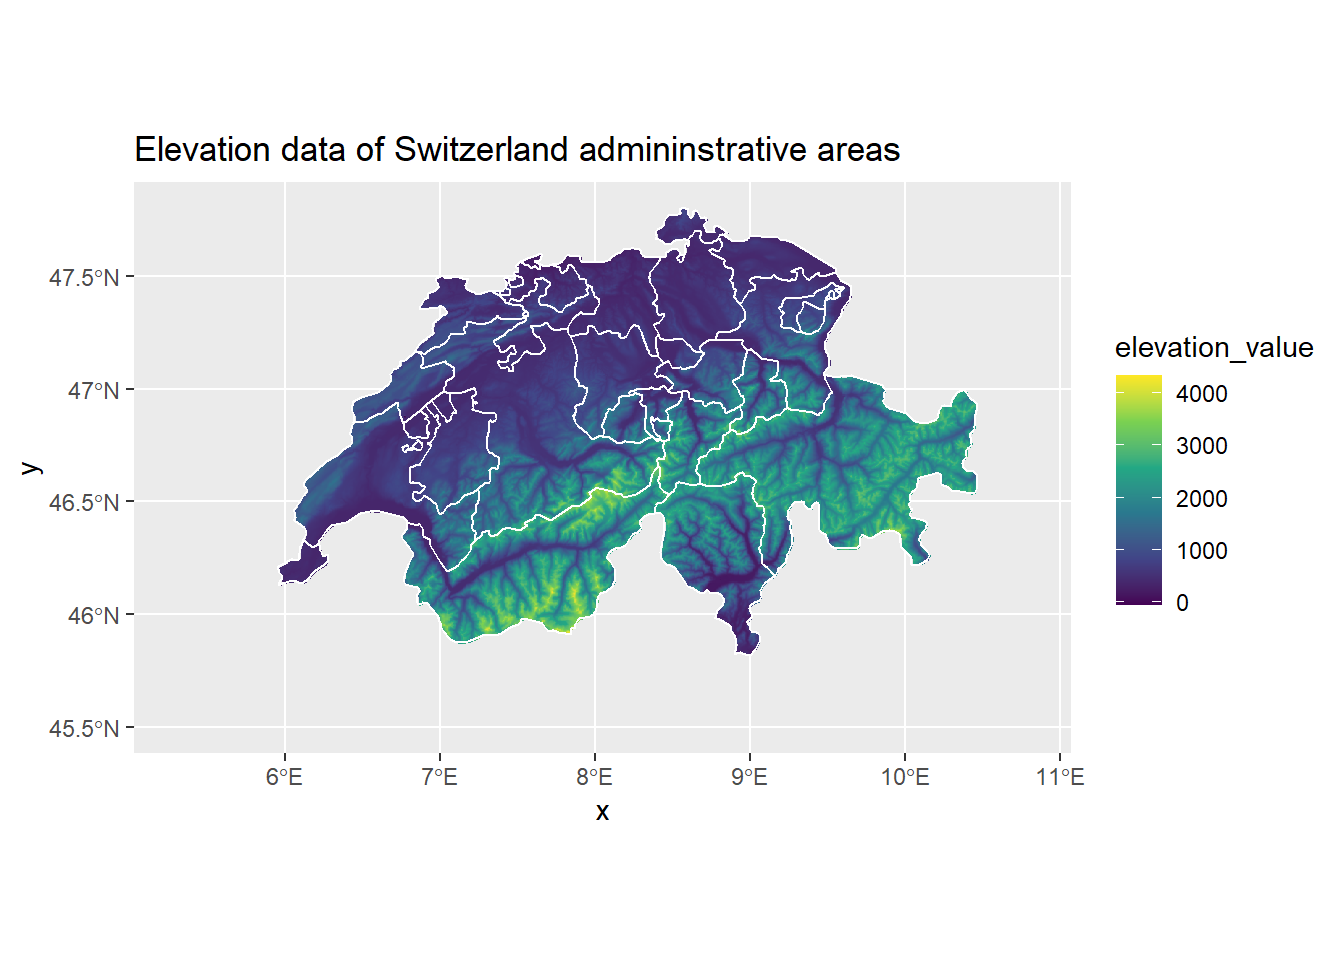 Elevation data of Switzerland admininstrative areas
47.5°N
47°N
46.5°N
46°N
45.5°N
y
6°E
7°E
8°E
9°E
10°E
11°E
x
elevation_value
4000
3000
2000
1000
0